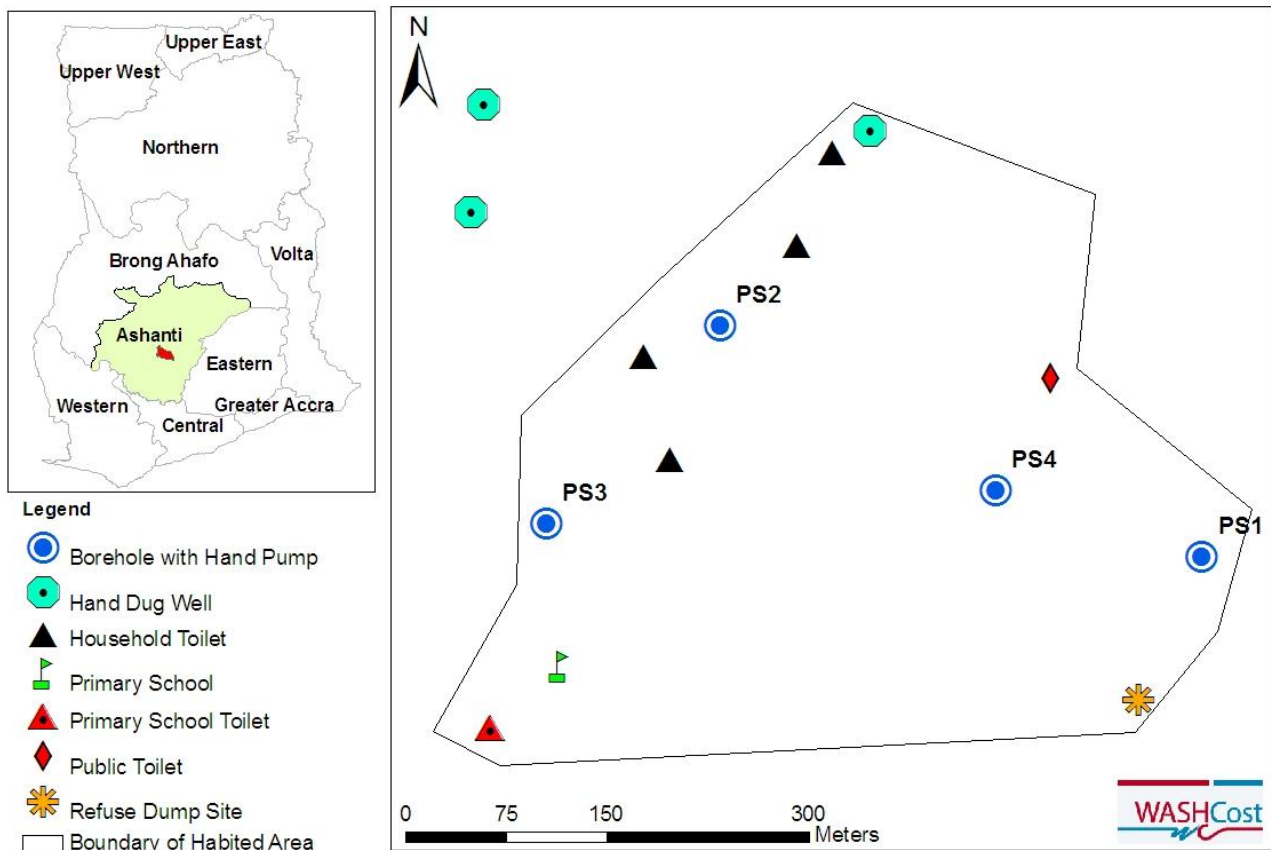 Upper East
Upper West
Northern
Volta
Brong Ahafo
Ashanti
Eastern
Western
Greater Accra
Central
Legend
Borehole with Hand Pump
Hand Dug Well
Household Toilet
Primary School
Primary School Toilet
Public Toilet
Refuse Dump Site
Boundary of Habited Area
N
PS2
PS4
PS3
PS1
0 75 150 300
Meters
WASHCost